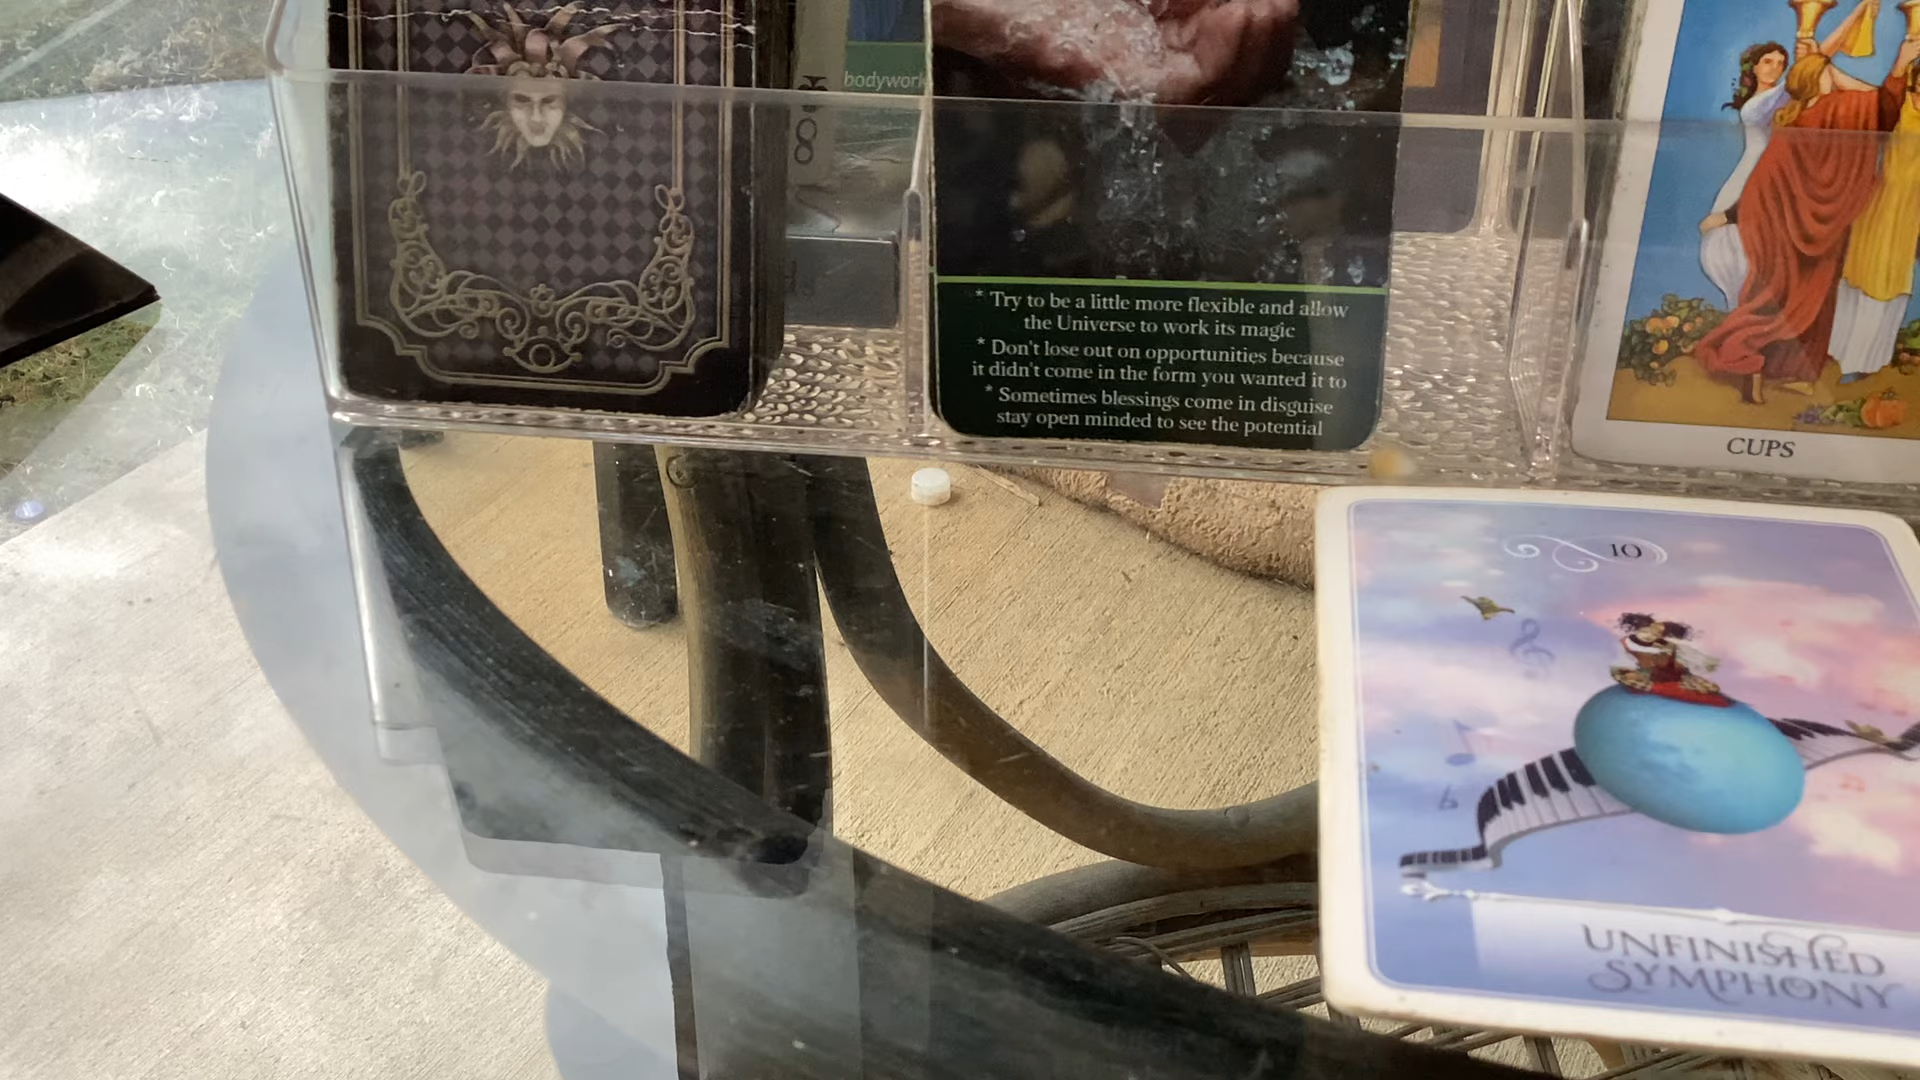 bodywork
8
* Try to be a little more flexible and allow
the Universe to work its magic
* Don't lose out on opportunities because
it didn't come in the form you wanted it to
* Sometimes blessings come in disguise
stay open minded to see the potential
CUPS
10
UNFINISHED
SYMPHONY